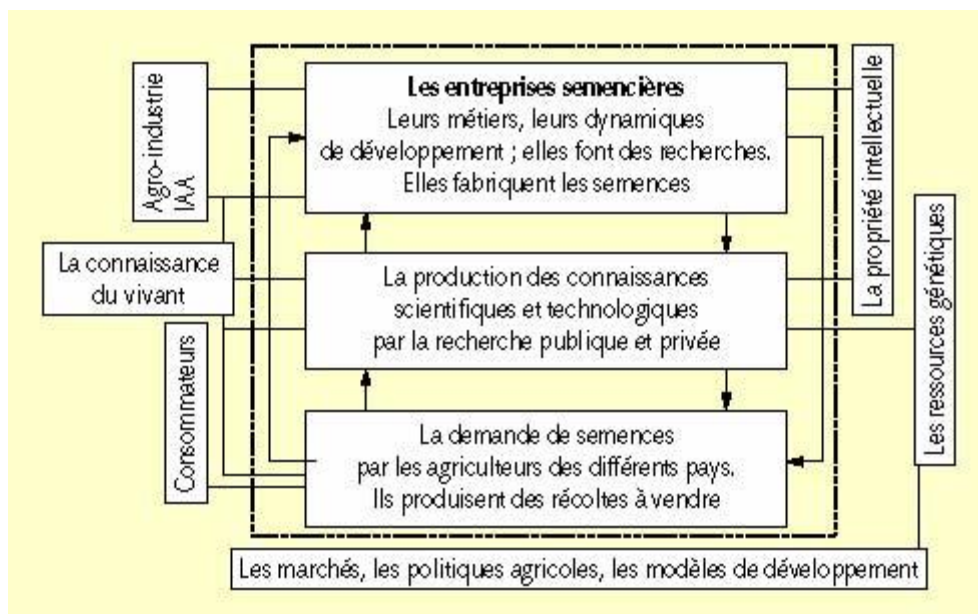 Les entreprises semencières
Leurs métiers, leurs dynamiques
de développement ; elles font des recherches.
Elles fabriquent les semences
Agro-industrie
IAA
La propriété intellectuelle
La connaissance
du vivant
La production des connaissances
scientifiques et technologiques
par la recherche publique et privée
Les ressources génétiques
Consommateurs
La demande de semences
par les agriculteurs des différents pays.
Ils produisent des récoltes à vendre
Les marchés, les politiques agricoles, les modèles de développement